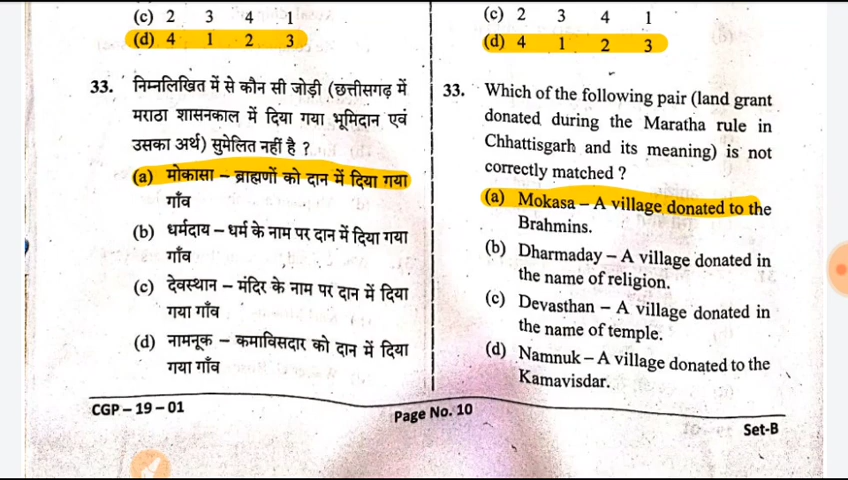 (c) 2 3 4 1
(d) 4 1 2 3
33. निम्नलिखित में से कौन सी जोड़ी (छत्तीसगढ़ में
मराठा शासनकाल में दिया गया भूमिदान एवं
उसका अर्थ) सुमेलित नहीं है ?
(a) मोकासा – ब्राह्मणों को दान में दिया गया
गाँव
(b) धर्मदाय – धर्म के नाम पर दान में दिया गया
गाँव
(c) देवस्थान – मंदिर के नाम पर दान में दिया
गया गाँव
(d) नामनूक – कमाविसदार को दान में दिया
गया गाँव
(c) 2 3 4 1
(d) 4 1 2 3
33. Which of the following pair (land grant
donated during the Maratha rule in
Chhattisgarh and its meaning) is not
correctly matched ?
(a) Mokasa – A village donated to the
Brahmins.
(b) Dharmaday – A village donated in
the name of religion.
(c) Devasthan – A village donated in
the name of temple.
(d) Namnuk – A village donated to the
Kamavisdar.
CGP – 19 – 01
Page No. 10
Set-B